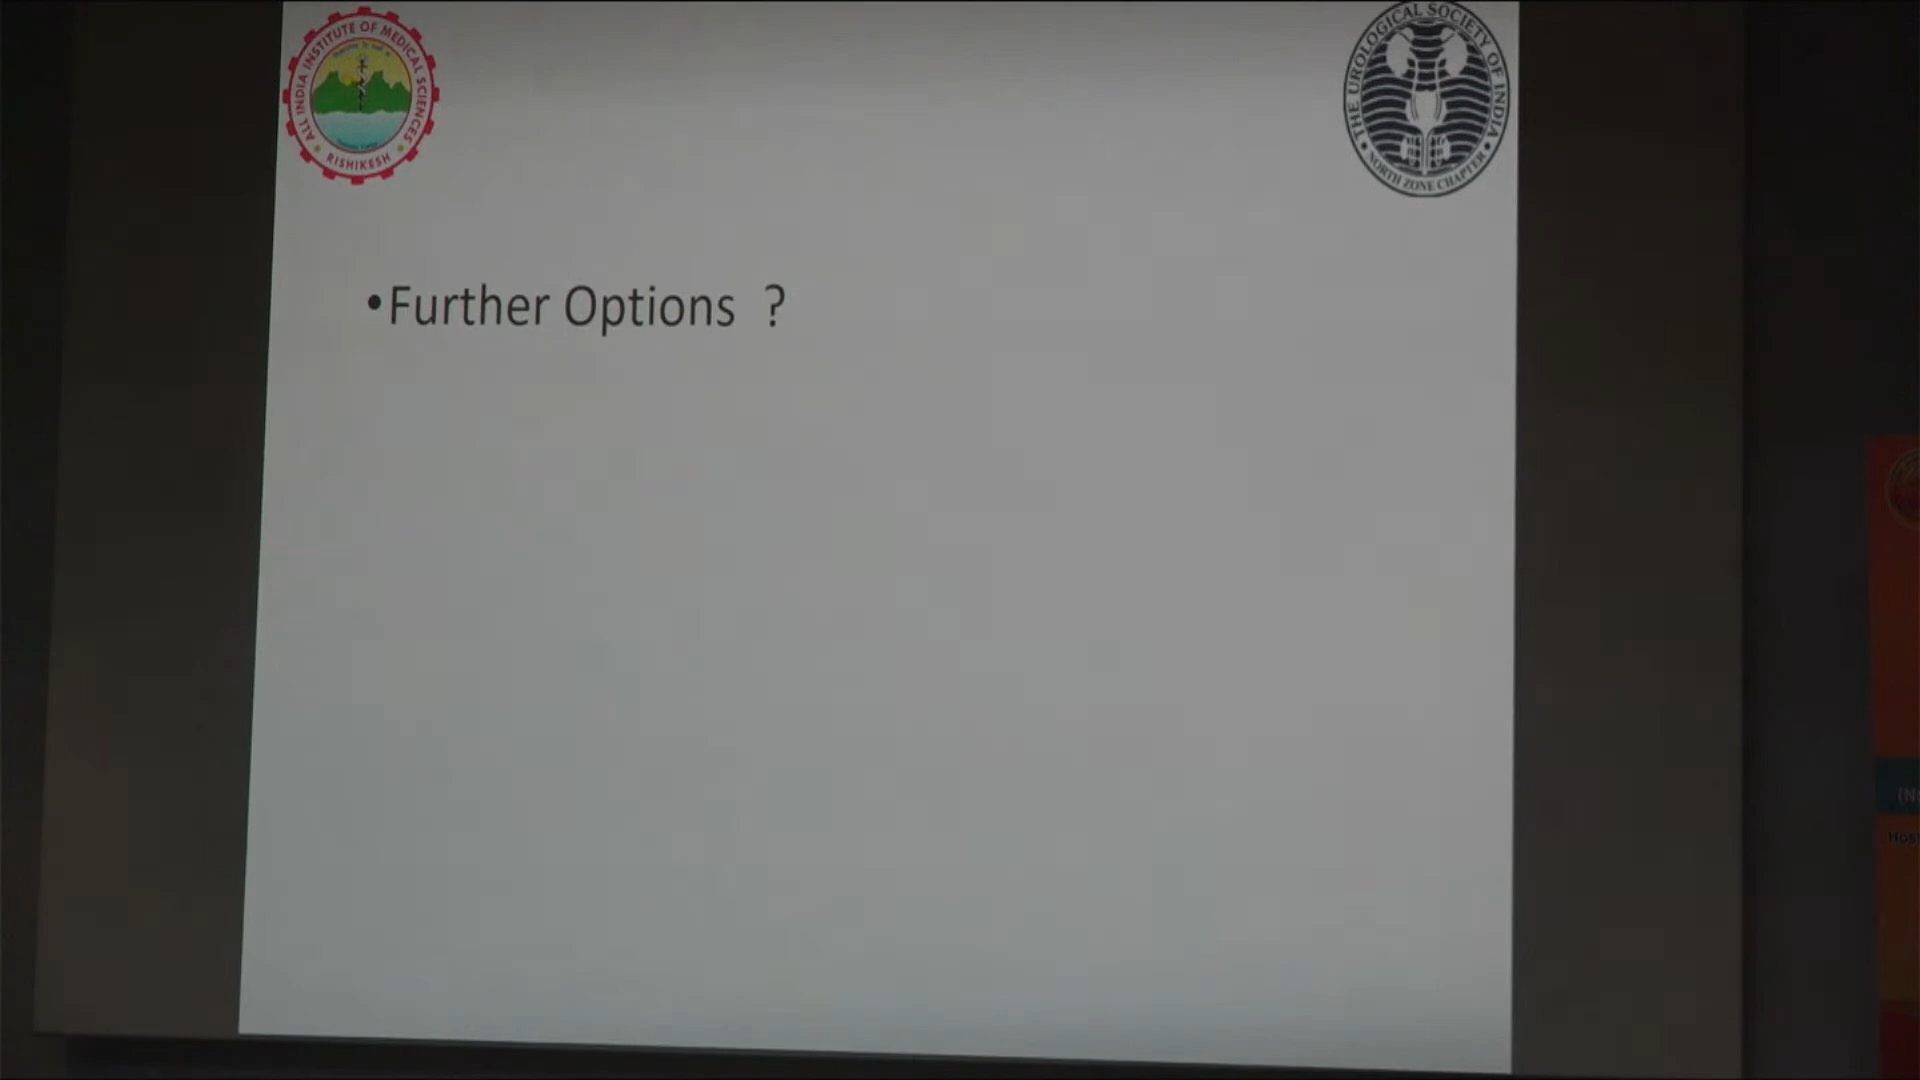 ALL INDIA INSTITUTE OF MEDICAL SCIENCES
RISHIKESH
THE UROLOGICAL SOCIETY OF INDIA
NORTH ZONE CHAPTER
•Further Options ?